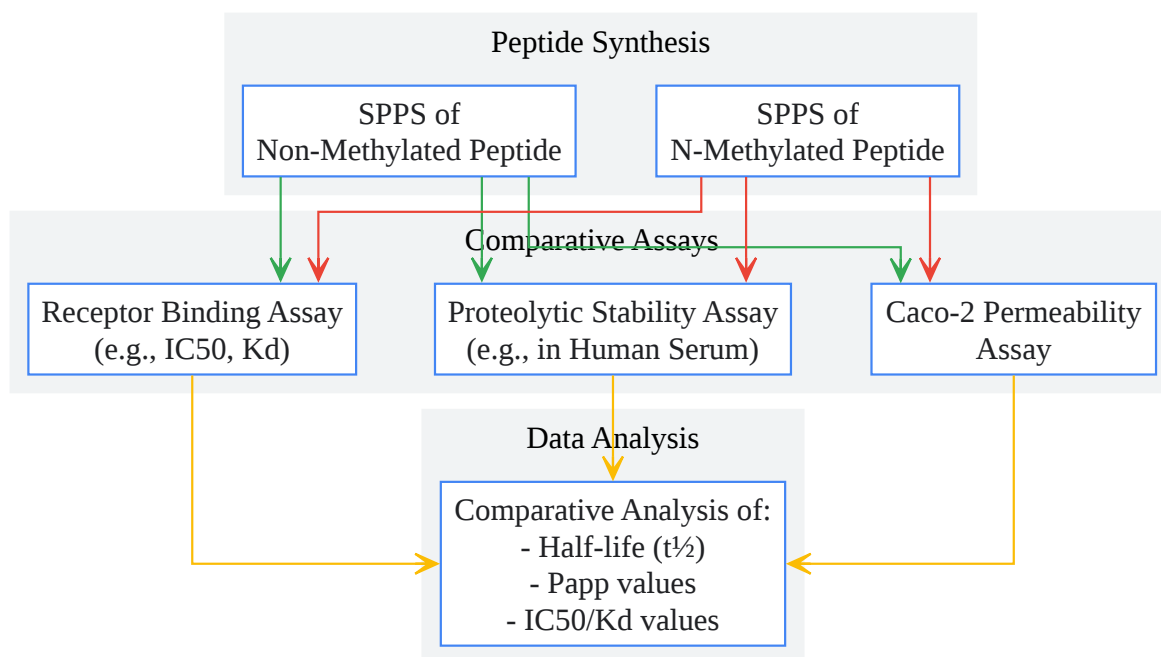 Peptide Synthesis
SPPS of
Non-Methylated Peptide
SPPS of
N-Methylated Peptide
Comparative Assays
Receptor Binding Assay
(e.g., IC50, Kd)
Proteolytic Stability Assay
(e.g., in Human Serum)
Caco-2 Permeability
Assay
Data Analysis
Comparative Analysis of:
- Half-life (t½)
- Papp values
- IC50/Kd values